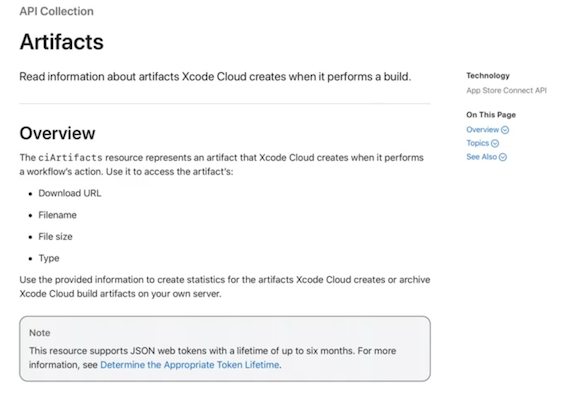 API Collection
Artifacts
Read information about artifacts Xcode Cloud creates when it performs a build.
Technology
App Store Connect API
On This Page
Overview
Topics
See Also
Overview
The ciArtifacts resource represents an artifact that Xcode Cloud creates when it performs
a workflow's action. Use it to access the artifact's:
• Download URL
• Filename
• File size
• Type
Use the provided information to create statistics for the artifacts Xcode Cloud creates or archive
Xcode Cloud build artifacts on your own server.
Note
This resource supports JSON web tokens with a lifetime of up to six months. For more
information, see Determine the Appropriate Token Lifetime.